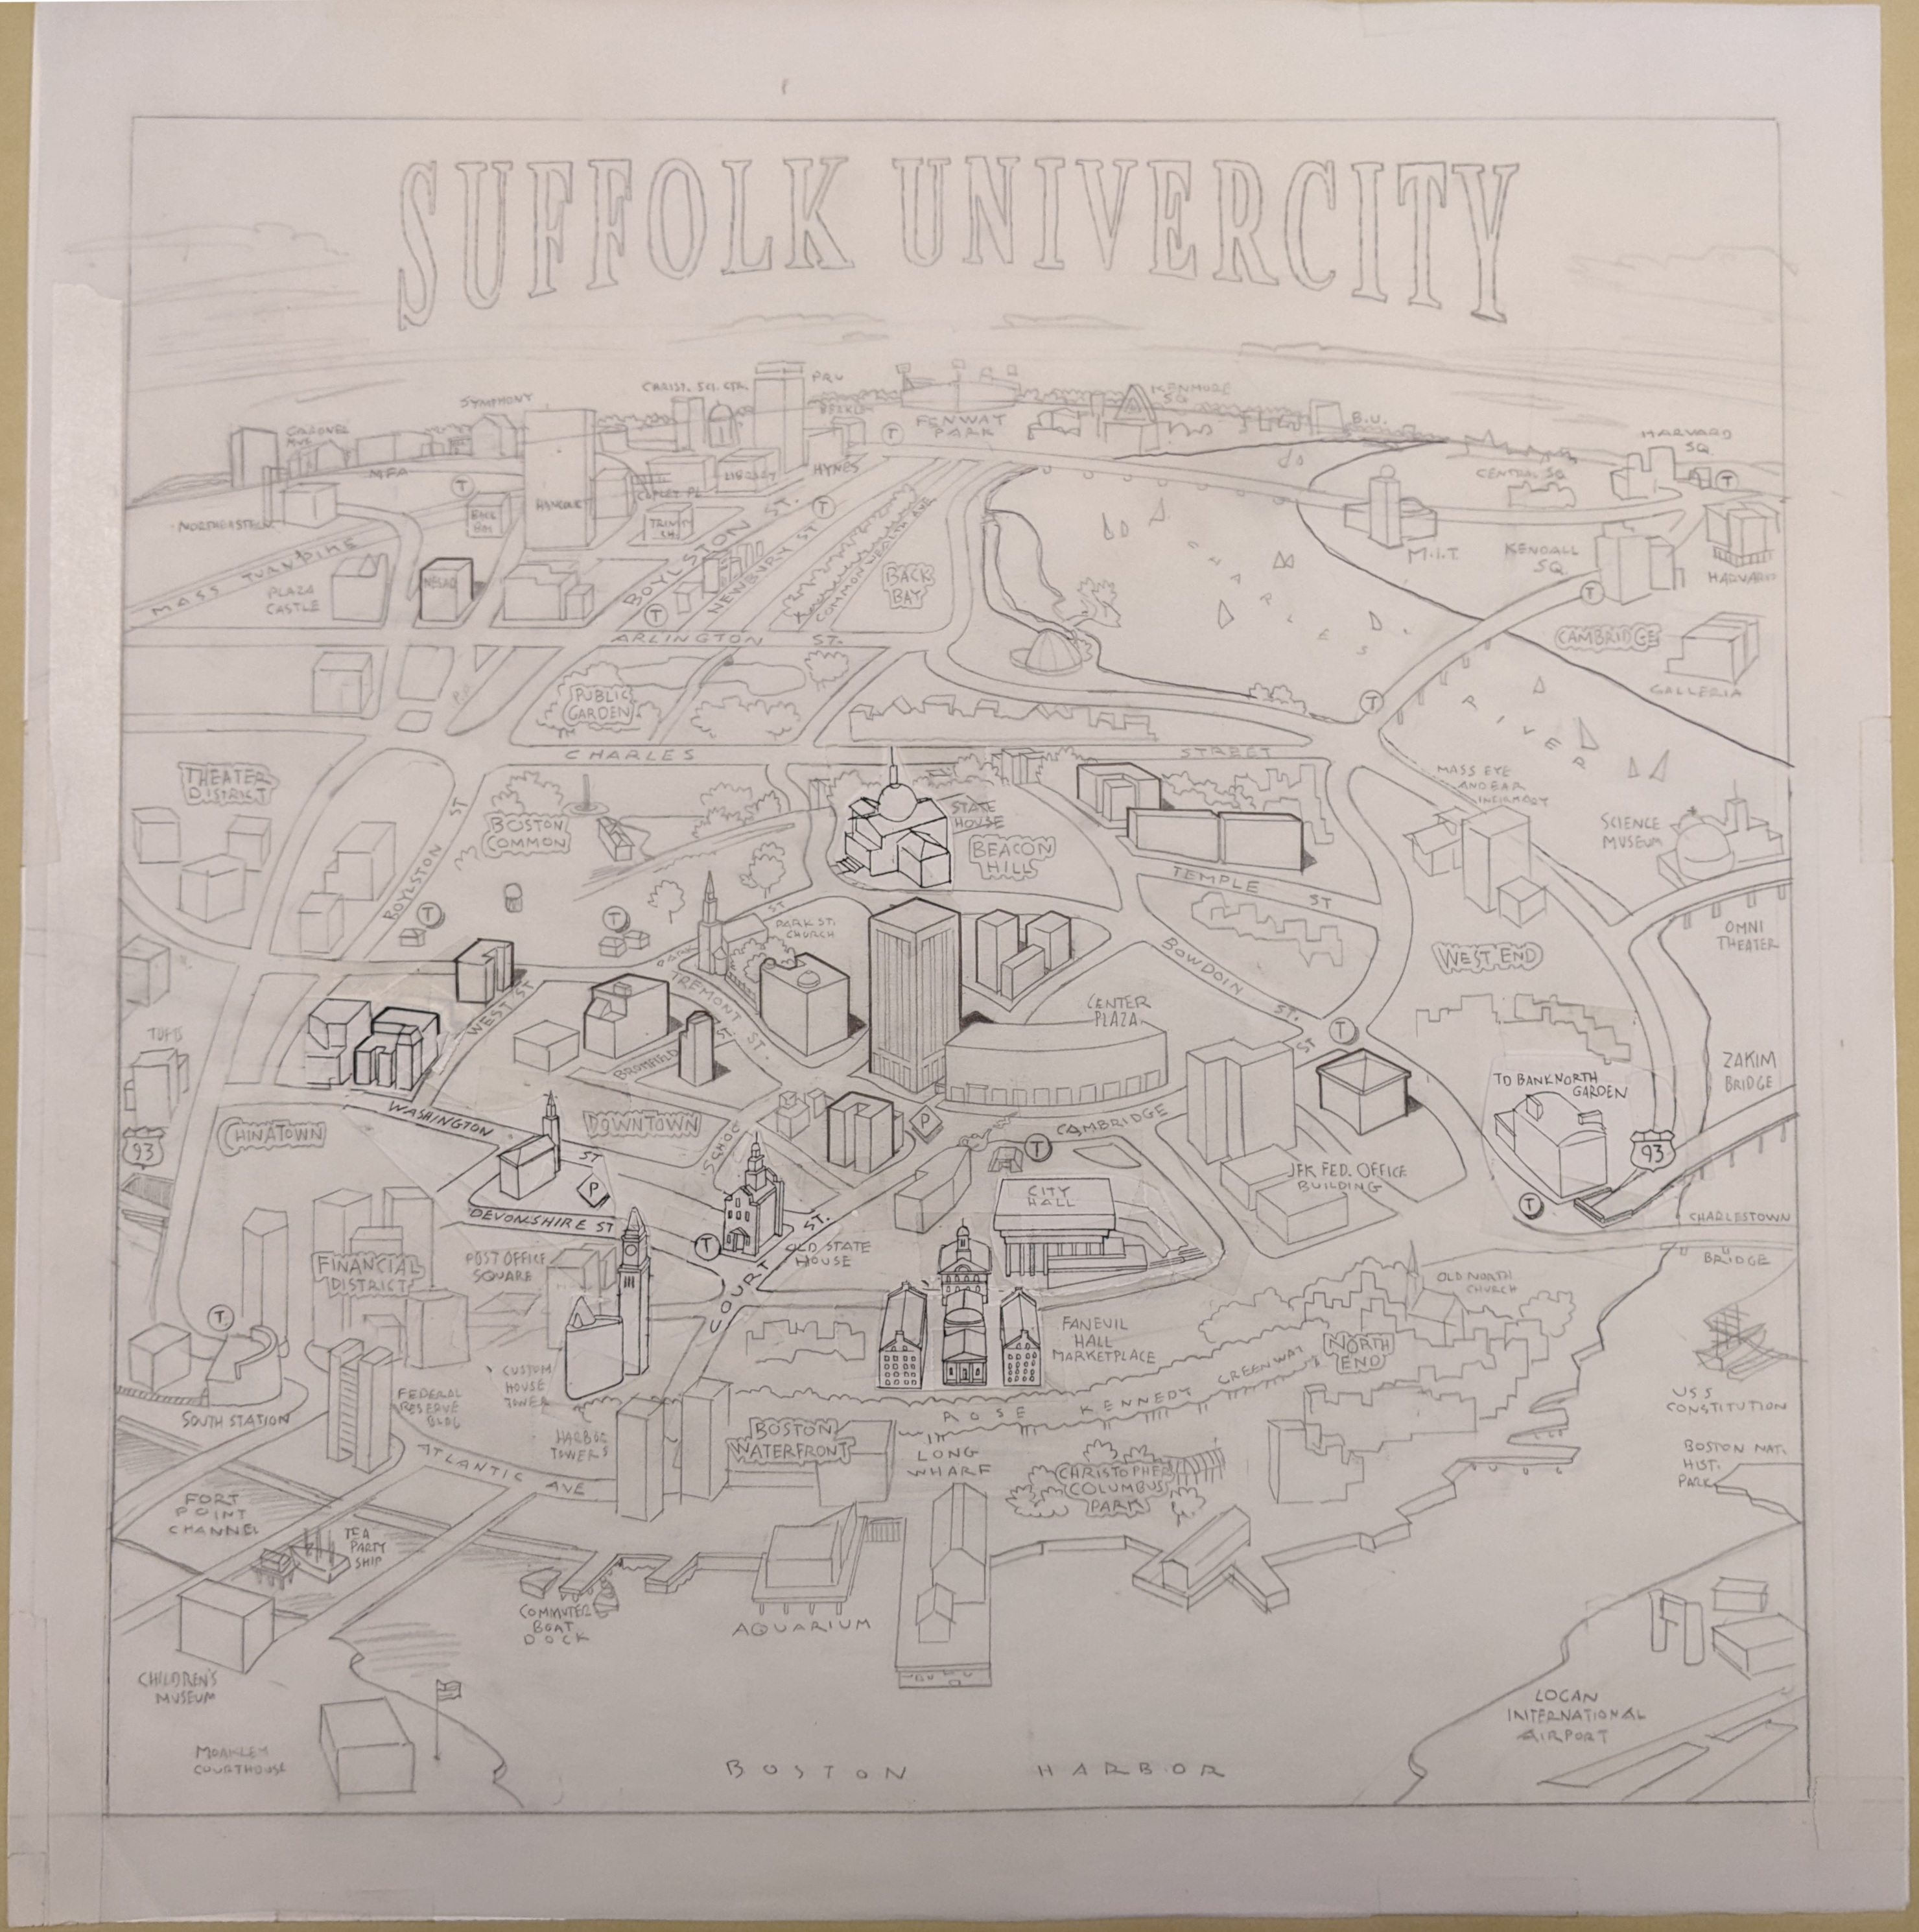 SUFFOLK UNIVERCITY
CHRIST. SCI. CTR.
PRU
SYMPHONY
BERKLEE
KENMORE
SQ.
GARDNER
MUS.
FENWAY
PARK
T
B.U.
HARVARD
SQ.
MFA
LIBRARY
HYNES
CENTRAL SQ.
T
T
T
HANCOCK
COPLEY PL.
NORTHEASTERN
BACK
BAY
TRINITY
CH.
BOYLSTON ST.
NEWBURY ST
COMMONWEALTH AVE
M.I.T.
KENDALL
SQ.
HARVARD
MASS TURNPIKE
PLAZA
CASTLE
BACK
BAY
T
T
CHARLES
RIVER
ARLINGTON ST.
CAMBRIDGE
GALLERIA
PUBLIC
GARDEN
T
CHARLES STREET
THEATER
DISTRICT
MASS EYE
AND EAR
INFIRMARY
BOSTON
COMMON
STATE
HOUSE
BEACON
HILL
SCIENCE
MUSEUM
BOYLSTON ST
TEMPLE ST
T
T
PARK ST
PARK ST.
CHURCH
OMNI
THEATER
WEST END
BOWDOIN ST.
WEST ST
TREMONT ST.
CENTER
PLAZA
T
BROMFIELD
ST
ZAKIM
BRIDGE
TO BANKNORTH
GARDEN
WASHINGTON ST
DOWNTOWN
P
CAMBRIDGE ST
CHINATOWN
93
93
SCHOOL
T
P
JFK FED. OFFICE
BUILDING
CITY
HALL
DEVONSHIRE ST
T
T
OLD STATE
HOUSE
COURT ST.
CHARLESTOWN
BRIDGE
FINANCIAL
DISTRICT
POST OFFICE
SQUARE
OLD NORTH
CHURCH
T
FANEUIL
HALL
MARKETPLACE
NORTH
END
CUSTOM
HOUSE
TOWER
FEDERAL
RESERVE
BLDG
SOUTH STATION
ROSE KENNEDY GREENWAY
USS
CONSTITUTION
BOSTON
WATERFRONT
HARBOR
TOWERS
LONG
WHARF
ATLANTIC AVE
CHRISTOPHER
COLUMBUS
PARK
BOSTON NAT.
HIST.
PARK
FORT
POINT
CHANNEL
TEA
PARTY
SHIP
COMMUTER
BOAT
DOCK
AQUARIUM
CHILDREN'S
MUSEUM
LOGAN
INTERNATIONAL
AIRPORT
MOAKLEY
COURTHOUSE
BOSTON HARBOR